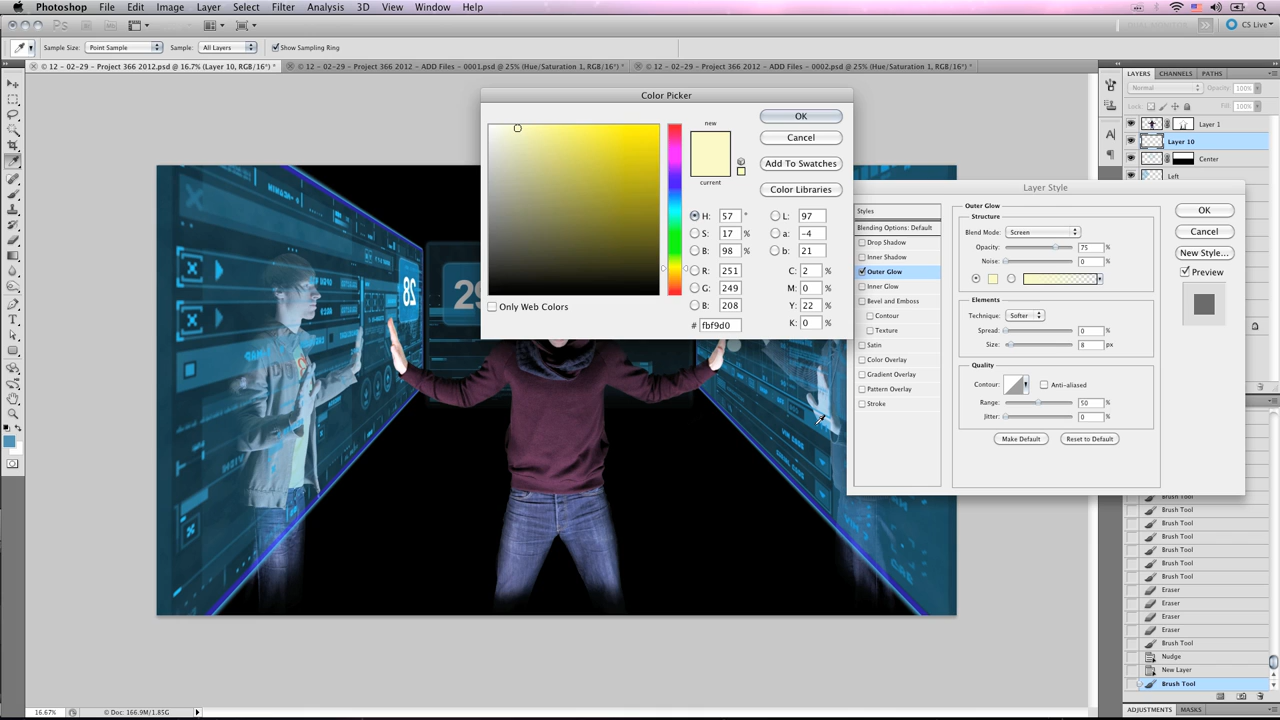 Photoshop File Edit Image Layer Select Filter Analysis 3D View Window Help
CS Live
Sample Size: Point Sample Sample: All Layers Show Sampling Ring
12 - 02-29 - Project 366 2012.psd @ 16.7% (Layer 10, RGB/16*) *
12 - 02-29 - Project 366 2012 - ADD Files - 0001.psd @ 25% (Hue/Saturation 1, RGB/16*) *
12 - 02-29 - Project 366 2012 - ADD Files - 0002.psd @ 25% (Hue/Saturation 1, RGB/16*) *
Color Picker
new
current
OK
Cancel
Add To Swatches
Color Libraries
H: 57 °
S: 17 %
B: 98 %
R: 251
G: 249
B: 208
# fbf9d0
L: 97
a: -4
b: 21
C: 2 %
M: 0 %
Y: 22 %
K: 0 %
Only Web Colors
Layer Style
Styles
Blending Options: Default
Drop Shadow
Inner Shadow
Outer Glow
Inner Glow
Bevel and Emboss
Contour
Texture
Satin
Color Overlay
Gradient Overlay
Pattern Overlay
Stroke
Outer Glow
Structure
Blend Mode: Screen
Opacity: 75 %
Noise: 0 %
Elements
Technique: Softer
Spread: 0 %
Size: 8 px
Quality
Contour: Anti-aliased
Range: 50 %
Jitter: 0 %
Make Default Reset to Default
OK
Cancel
New Style...
Preview
LAYERS CHANNELS PATHS
Normal Opacity: 100%
Lock: Fill: 100%
Layer 1
Layer 10
Center
Left
Brush Tool
Brush Tool
Brush Tool
Brush Tool
Brush Tool
Brush Tool
Brush Tool
Eraser
Eraser
Eraser
Eraser
Brush Tool
Nudge
New Layer
Brush Tool
ADJUSTMENTS MASKS
16.67% Doc: 166.9M/1.85G